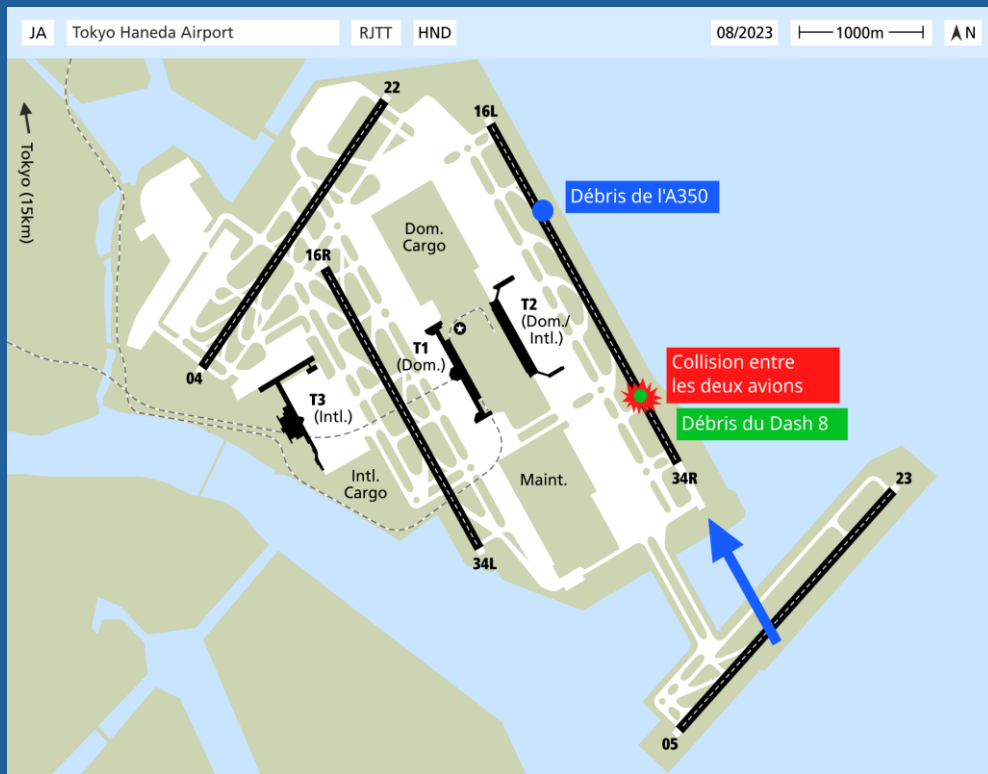 JA
Tokyo Haneda Airport
RJTT
HND
08/2023
1000m
N
Tokyo (15km)
22
16L
Débris de l'A350
Dom.
Cargo
16R
T2
(Dom./
Intl.)
T1
(Dom.)
Collision entre
les deux avions
04
T3
(Intl.)
Débris du Dash 8
Intl.
Cargo
Maint.
34R
23
34L
05